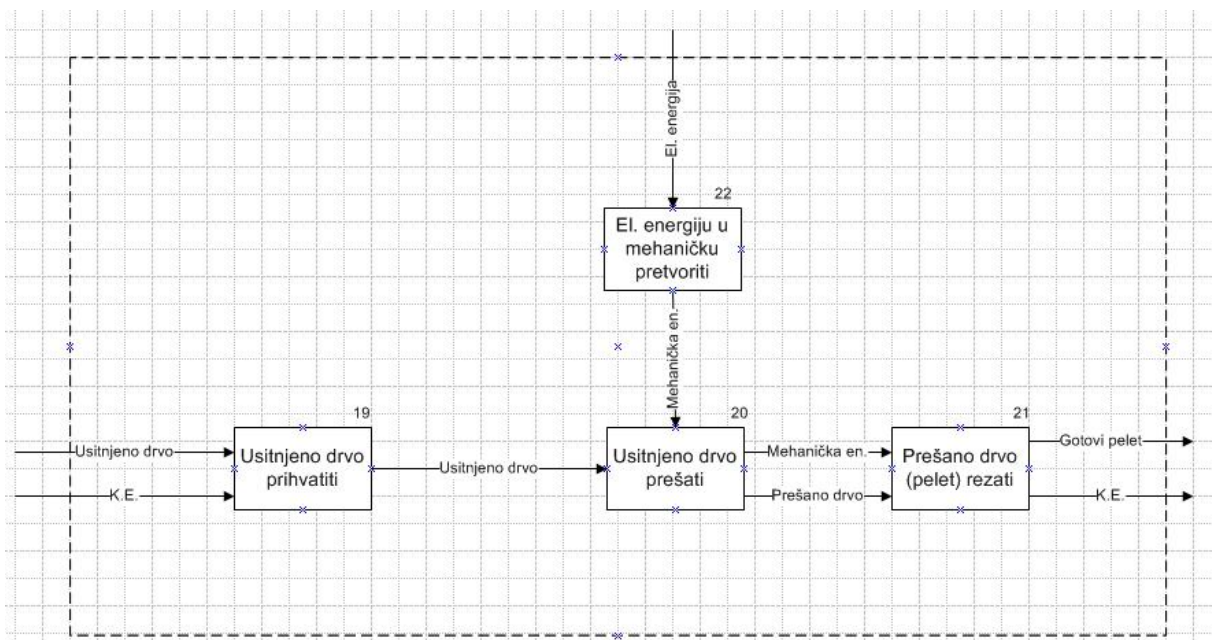 El. energija
22
El. energiju u
mehaničku
pretvoriti
Mehanička en.
19
20
21
Usitnjeno drvo
K.E.
Usitnjeno drvo
prihvatiti
Usitnjeno drvo
Usitnjeno drvo
prešati
Mehanička en.
Prešano drvo
Prešano drvo
(pelet) rezati
Gotovi pelet
K.E.